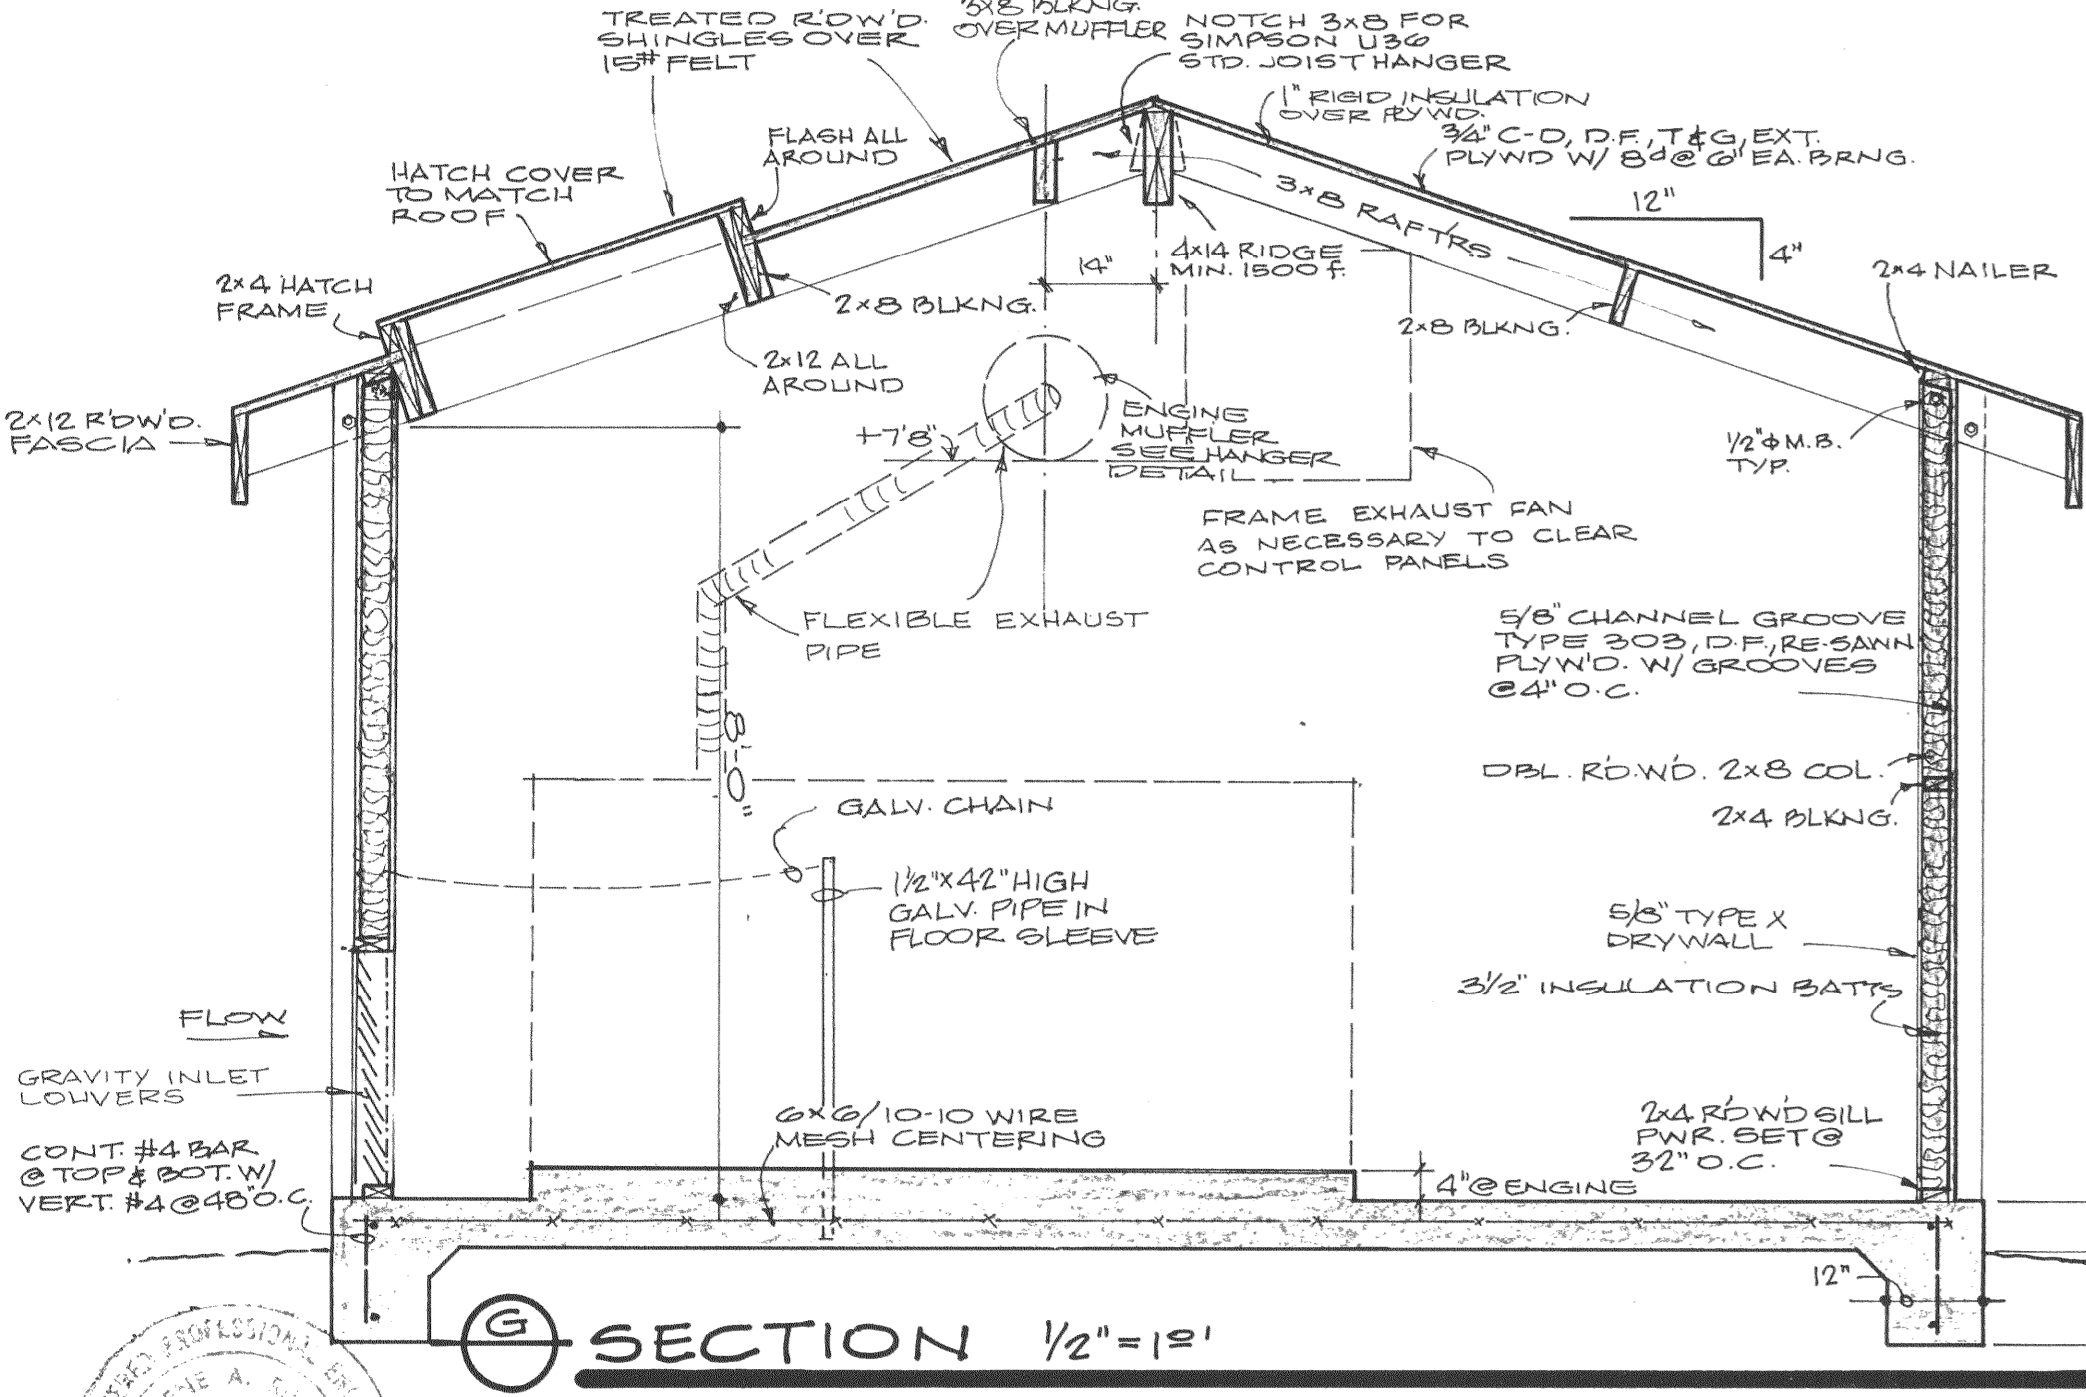 TREATED R'DW'D.
SHINGLES OVER
15# FELT
3x8 BLKNG.
OVER MUFFLER
NOTCH 3x8 FOR
SIMPSON U36
STD. JOIST HANGER
1" RIGID INSULATION
OVER PLYWD.
3/4" C-D, D.F., T & G, EXT.
PLYWD W/ 8d @ 6" EA. BRNG.
FLASH ALL
AROUND
HATCH COVER
TO MATCH
ROOF
3x8 RAFTRS
12"
4"
2x4 HATCH
FRAME
2x8 BLKNG.
14"
4x14 RIDGE
MIN. 1500 f.
2x8 BLKNG.
2x4 NAILER
2x12 ALL
AROUND
2x12 R'DW'D.
FASCIA
+7'8"
ENGINE
MUFFLER
SEE HANGER
DETAIL
1/2" Φ M.B.
TYP.
FRAME EXHAUST FAN
AS NECESSARY TO CLEAR
CONTROL PANELS
FLEXIBLE EXHAUST
PIPE
5/8" CHANNEL GROOVE
TYPE 303, D.F., RE-SAWN
PLYW'D. W/ GROOVES
@ 4" O.C.
8'-0"
DBL. R'D.W'D. 2x8 COL.
2x4 BLKNG.
GALV. CHAIN
1 1/2" x 42" HIGH
GALV. PIPE IN
FLOOR SLEEVE
5/8" TYPE X
DRYWALL
3 1/2" INSULATION BATTS
FLOW
GRAVITY INLET
LOUVERS
CONT. #4 BAR
@ TOP & BOT. W/
VERT. #4 @ 48" O.C.
6x6/10-10 WIRE
MESH CENTERING
4" @ ENGINE
2x4 R'DW'D SILL
PWR. SET @
32" O.C.
12"
G
SECTION 1/2" = 1'0"
PROFESSIONAL
A.